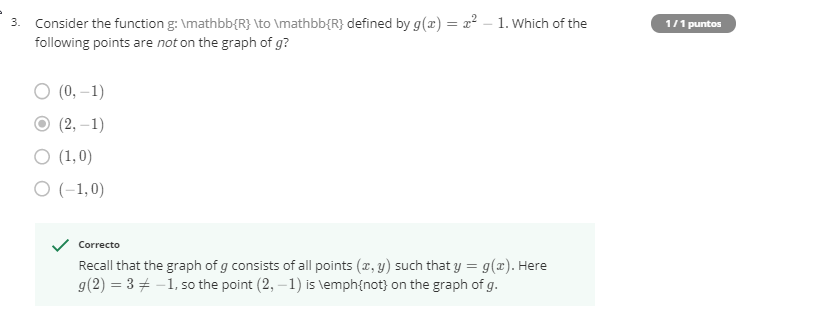 3. Consider the function g: \mathbb{R} \to \mathbb{R} defined by g(x) = x² − 1. Which of the
1 / 1 puntos
following points are not on the graph of g?
(0, −1)
(2, −1)
(1, 0)
(−1, 0)
Correcto
Recall that the graph of g consists of all points (x, y) such that y = g(x). Here
g(2) = 3 ≠ −1, so the point (2, −1) is \emph{not} on the graph of g.